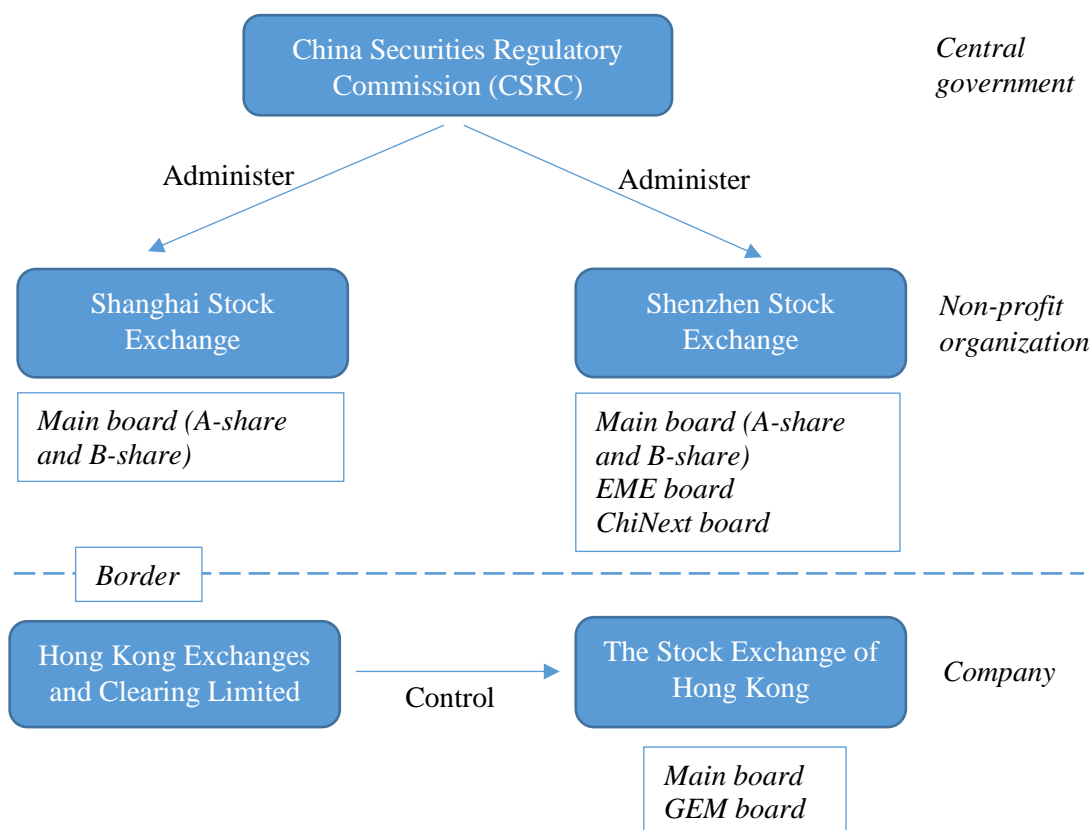 China Securities Regulatory
Commission (CSRC)
Central
government
Administer
Administer
Shanghai Stock
Exchange
Shenzhen Stock
Exchange
Non-profit
organization
Main board (A-share
and B-share)
Main board (A-share
and B-share)
EME board
ChiNext board
Border
Hong Kong Exchanges
and Clearing Limited
Control
The Stock Exchange of
Hong Kong
Company
Main board
GEM board